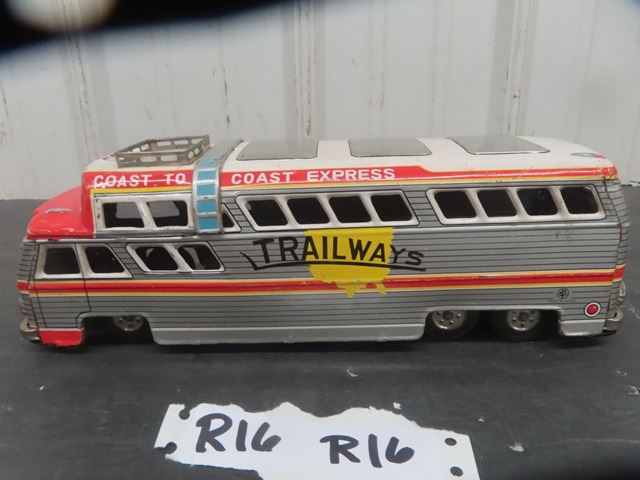 COAST TO COAST EXPRESS
TRAILWAYS
R16 R16